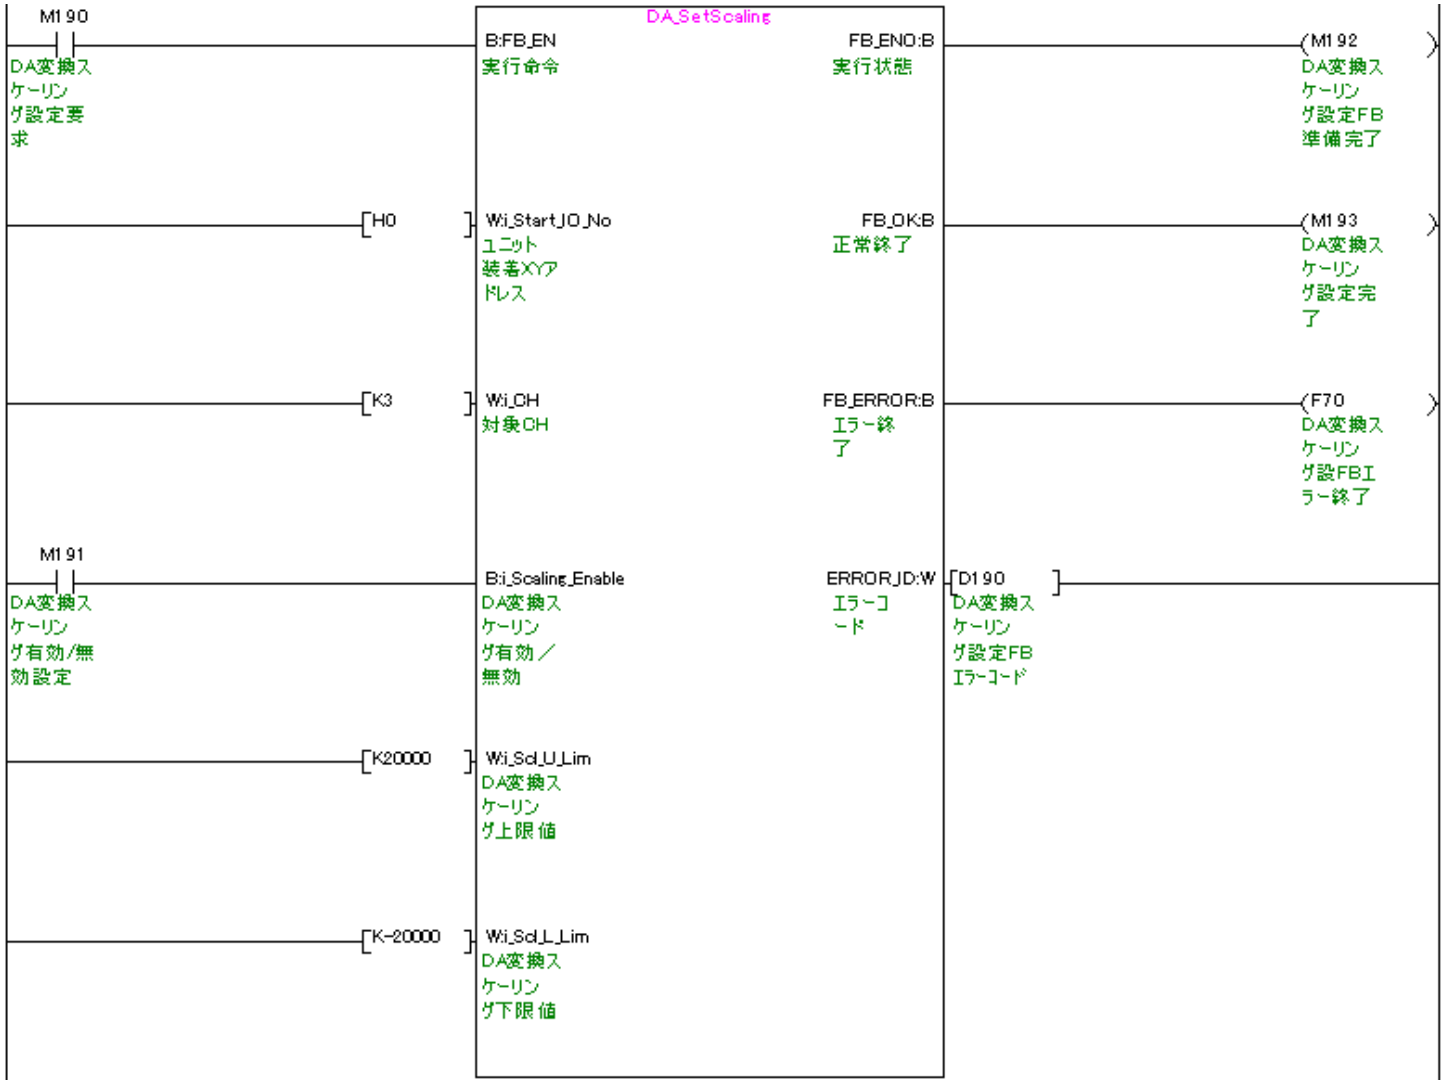 DA_SetScaling
M190
B:FB_EN
FB_ENO:B
M192
DA変換ス
ケーリン
グ設定要
求
実行命令
実行状態
DA変換ス
ケーリン
グ設定FB
準備完了
H0
W:i_Start_IO_No
FB_OK:B
M193
ユニット
装着XYア
ドレス
正常終了
DA変換ス
ケーリン
グ設定完
了
K3
W:i_CH
FB_ERROR:B
F70
対象CH
エラー終
了
DA変換ス
ケーリン
グ設FBエ
ラー終了
M191
B:i_Scaling_Enable
ERROR_ID:W
D190
DA変換ス
ケーリン
グ有効/無
効設定
DA変換ス
ケーリン
グ有効／
無効
エラーコ
ード
DA変換ス
ケーリン
グ設定FB
エラーコード
K20000
W:i_Scl_U_Lim
DA変換ス
ケーリン
グ上限値
K-20000
W:i_Scl_L_Lim
DA変換ス
ケーリン
グ下限値